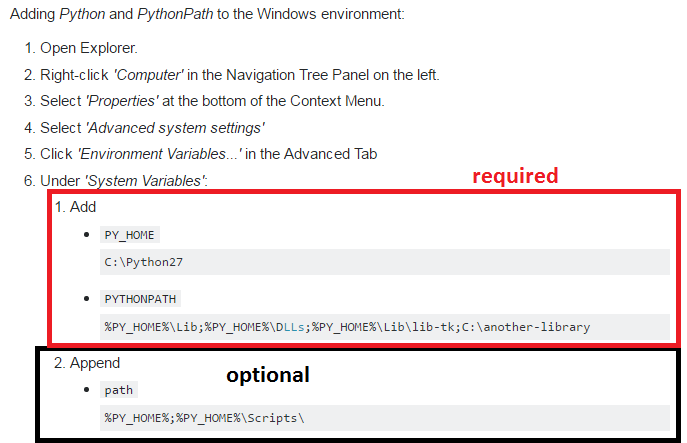 Adding Python and PythonPath to the Windows environment:
1. Open Explorer.
2. Right-click 'Computer' in the Navigation Tree Panel on the left.
3. Select 'Properties' at the bottom of the Context Menu.
4. Select 'Advanced system settings'
5. Click 'Environment Variables...' in the Advanced Tab
6. Under 'System Variables':
required
1. Add
• PY_HOME
C:\Python27
• PYTHONPATH
%PY_HOME%\Lib;%PY_HOME%\DLLs;%PY_HOME%\Lib\lib-tk;C:\another-library
2. Append
optional
• path
%PY_HOME%;%PY_HOME%\Scripts\